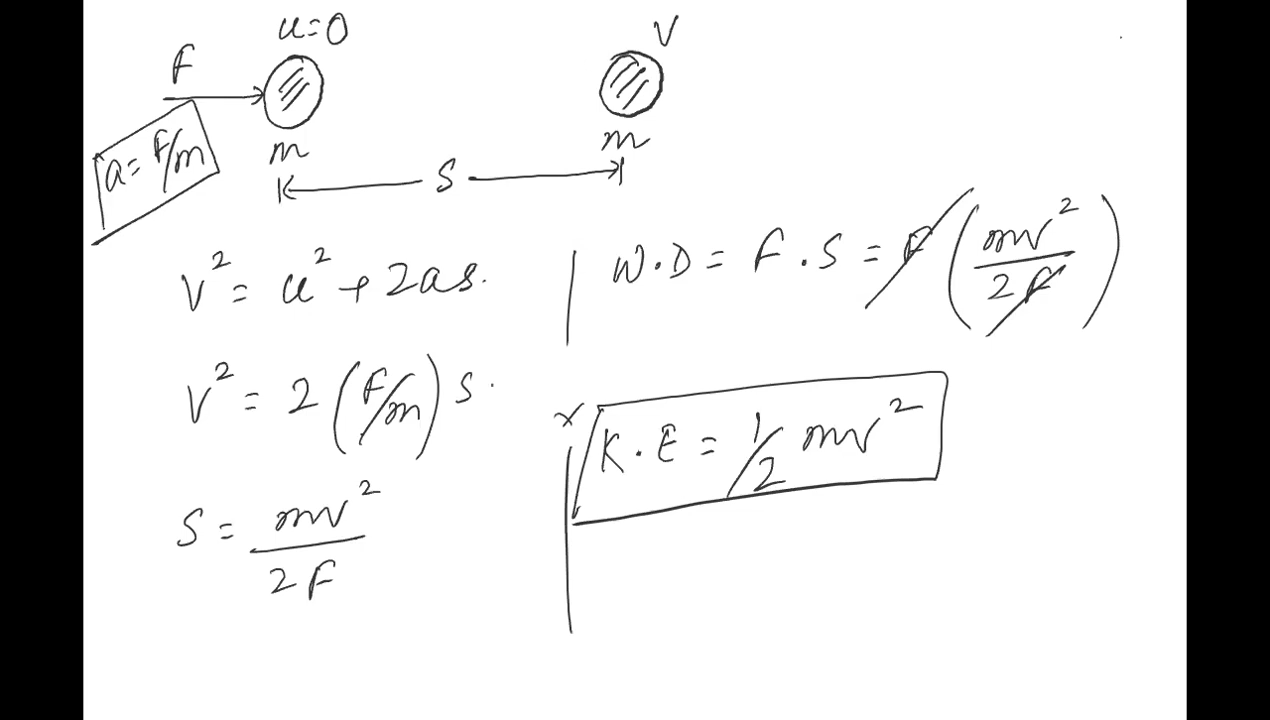 u=0
V
F
a= F/m
m
m
S
V² = u² + 2as.
V² = 2 (F/m) S.
S = mv²/2F
W.D = F . S = F (mv²/2F)
K.E = 1/2 mv²